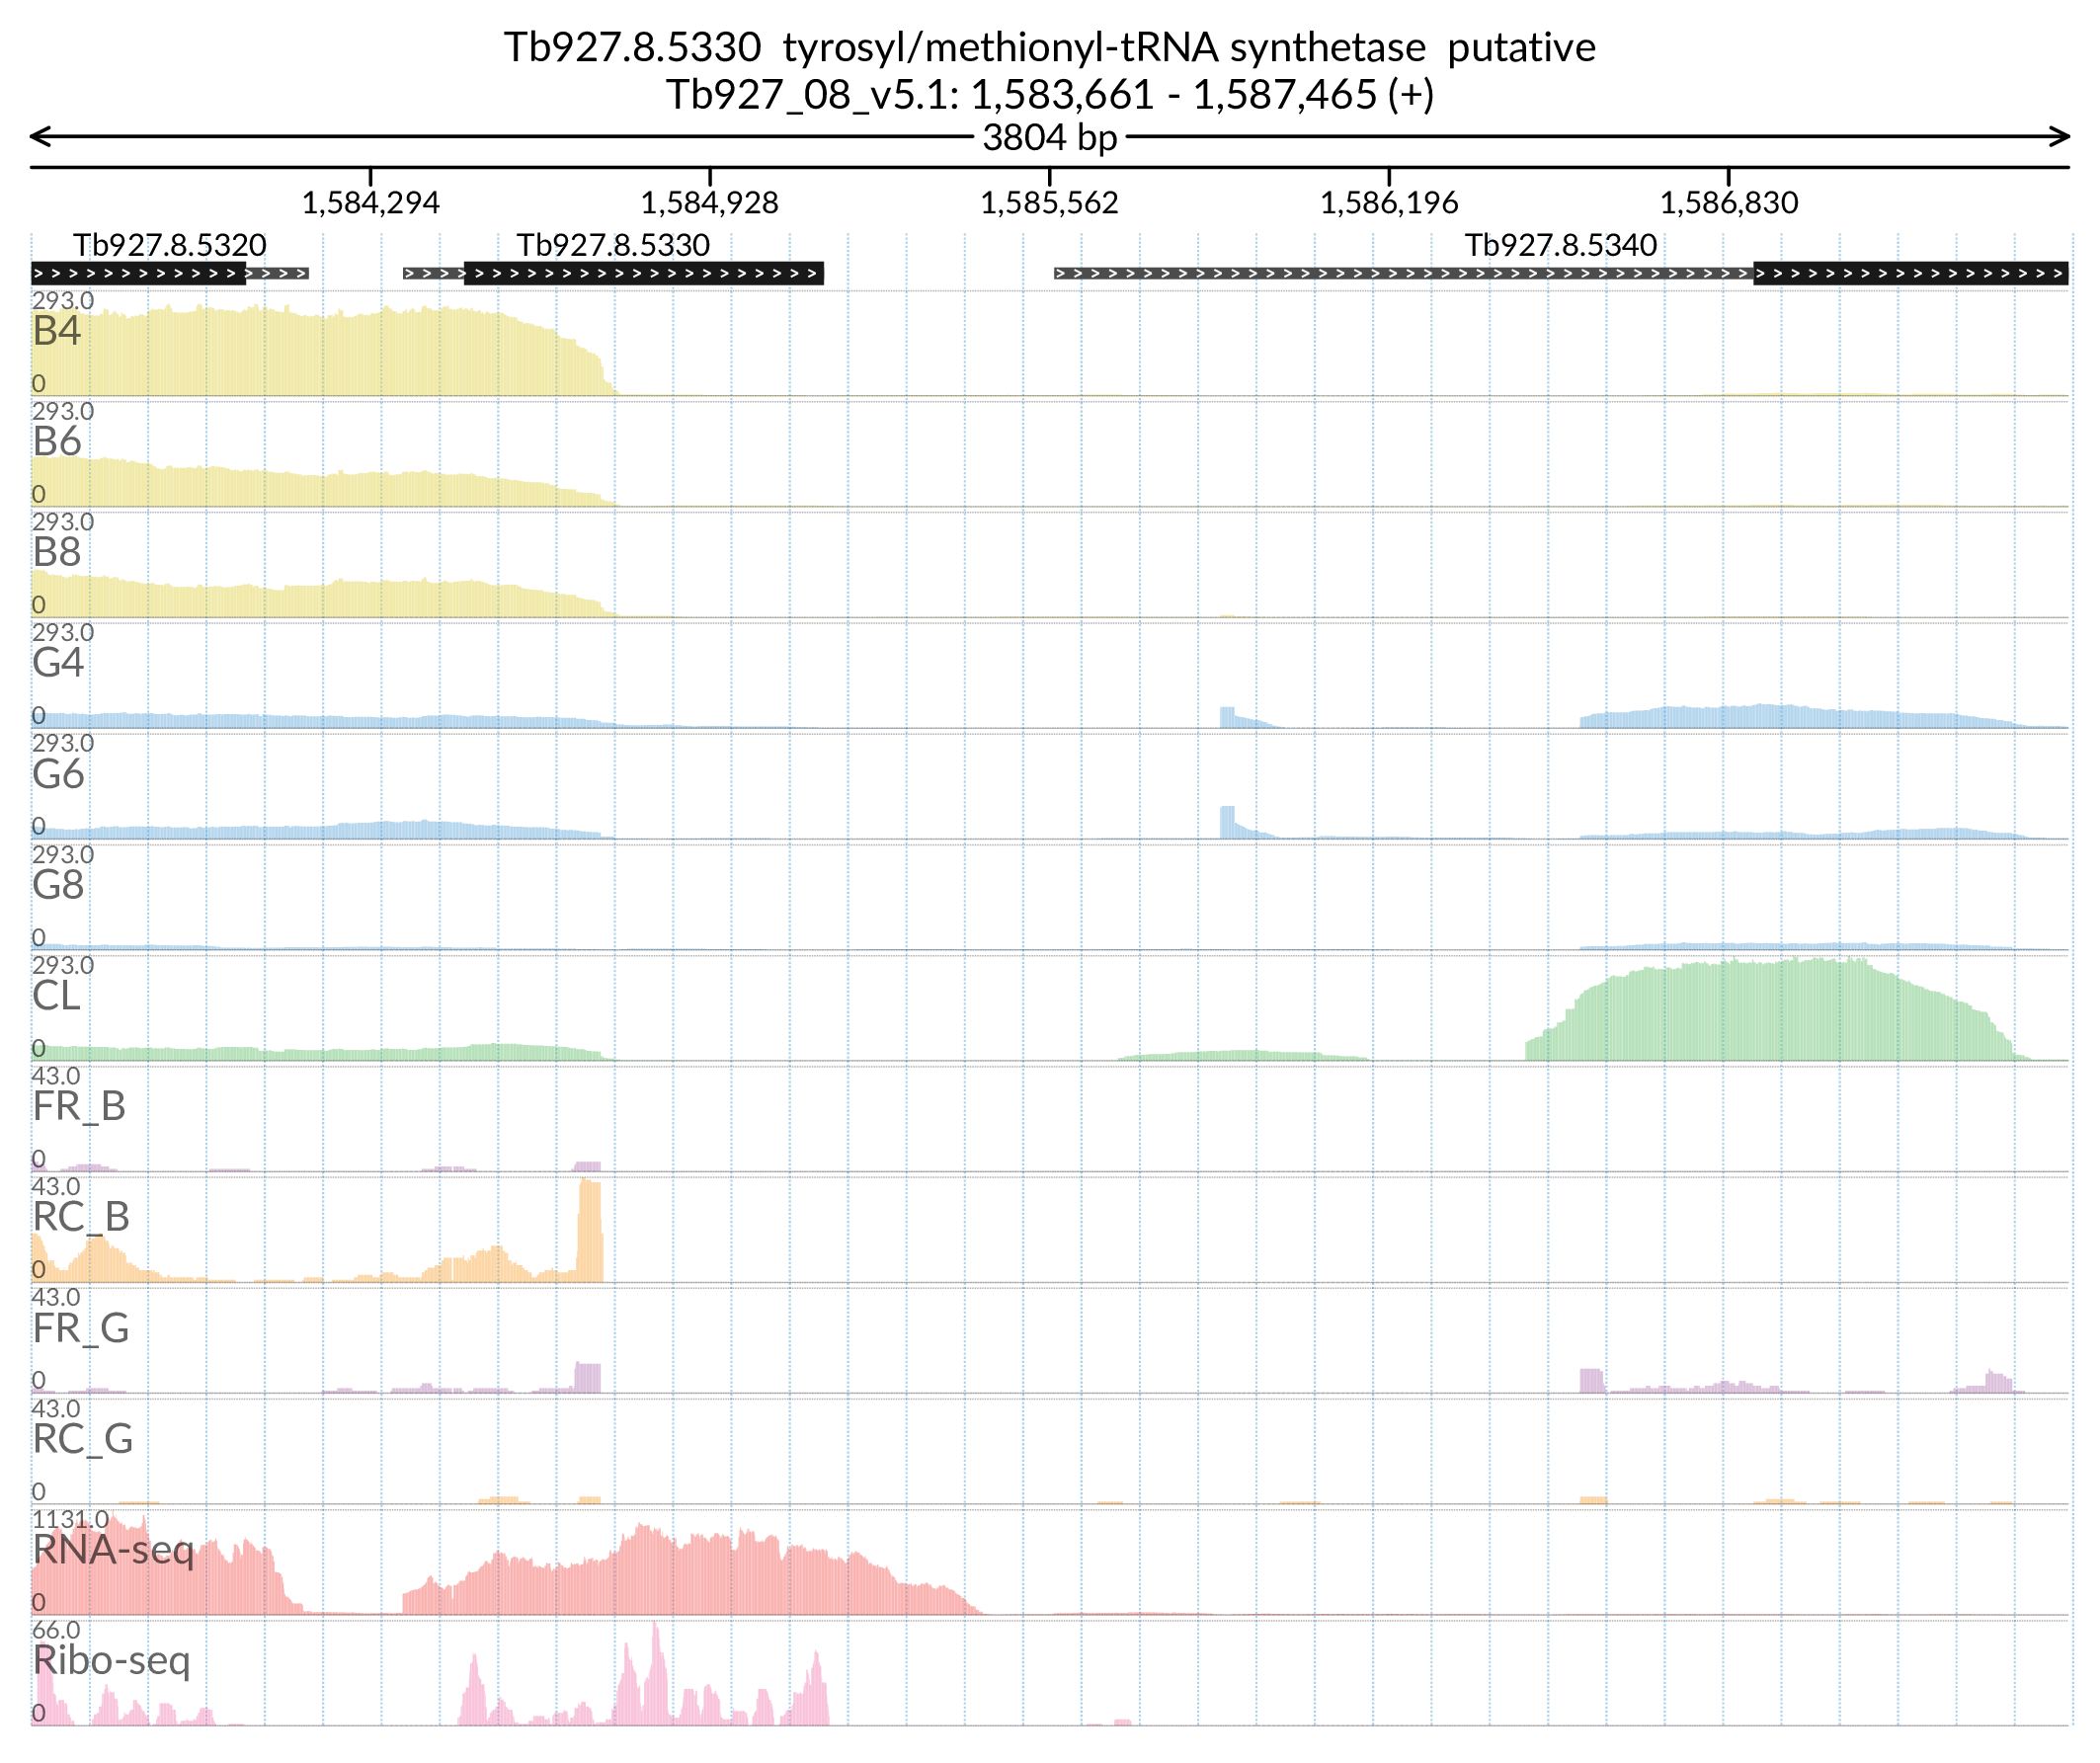 Tb927.8.5330 tyrosyl/methionyl-tRNA synthetase putative
Tb927_08_v5.1: 1,583,661 - 1,587,465 (+)
3804 bp
1,584,294 1,584,928 1,585,562 1,586,196 1,586,830
Tb927.8.5320 Tb927.8.5330 Tb927.8.5340
293.0
B4
0
293.0
B6
0
293.0
B8
0
293.0
G4
0
293.0
G6
0
293.0
G8
0
293.0
CL
0
43.0
FR_B
0
43.0
RC_B
0
43.0
FR_G
0
43.0
RC_G
0
1131.0
RNA-seq
0
66.0
Ribo-seq
0